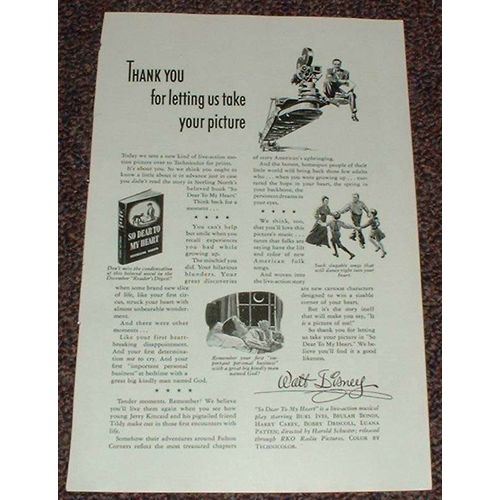 THANK YOU
for letting us take
your picture
Today we sent a new kind of live-action mo-
tion picture over to Technicolor for prints.
It's about you. So we think you ought to
know a little about it in advance just in case
you didn't read the story in Sterling North's
beloved book "So
Dear To My Heart"
Think back for a
moment . . .
* * * *
SO DEAR TO
MY HEART
STERLING NORTH
Don't miss the condensation
of this beloved novel in the
December "Reader's Digest"
You can't help
but smile when you
recall experiences
you had while
growing up.
The mischief you
did. Your hilarious
blunders. Your
great discoveries
when some brand new slice
of life, like your first cir-
cus, struck your heart with
almost unbearable wonder-
ment.
And there were other
moments . . .
Like your first heart-
breaking disappointment.
And your first determina-
tion to cry. And your
first "important personal
business" at bedtime with a
great big kindly man named God.
* * * *
Remember your first "im-
portant personal business"
with a great big kindly man
named God?
Tender moments. Remember? We believe
you'll live them again when you see how
young Jerry Kincaid and his pigtailed friend
Tildy make out in those first encounters with
life.
Somehow their adventures around Fulton
Corners reflect the most treasured chapters
of every American's upbringing.
And the honest, homespun people of their
little world will bring back those few adults
who . . . when you were growing up . . .
the hope in your heart, the spring in
your backbone, the
persistent dreams in
your eyes.
* * * *
We think, too,
that you'll love this
picture's music . . .
tunes that folks are
saying have the lilt
and color of new
American folk
songs.
And woven into
the live-action story
Such singable songs that
will dance right into your
heart
are new cartoon characters
designed to win a sizable
corner of your heart.
But it's the story itself
that will make you say, "It
is a picture of me!"
So thank you for letting
us take your picture in "So
Dear To My Heart." We be-
lieve you'll find it a good
likeness.
Walt Disney
"So Dear To My Heart" is a live-action musical
play starring BURL IVES, BEULAH BONDI,
HARRY CAREY, BOBBY DRISCOLL, LUANA
PATTEN; directed by Harold Schuster; released
through RKO Radio Pictures. COLOR BY
TECHNICOLOR.